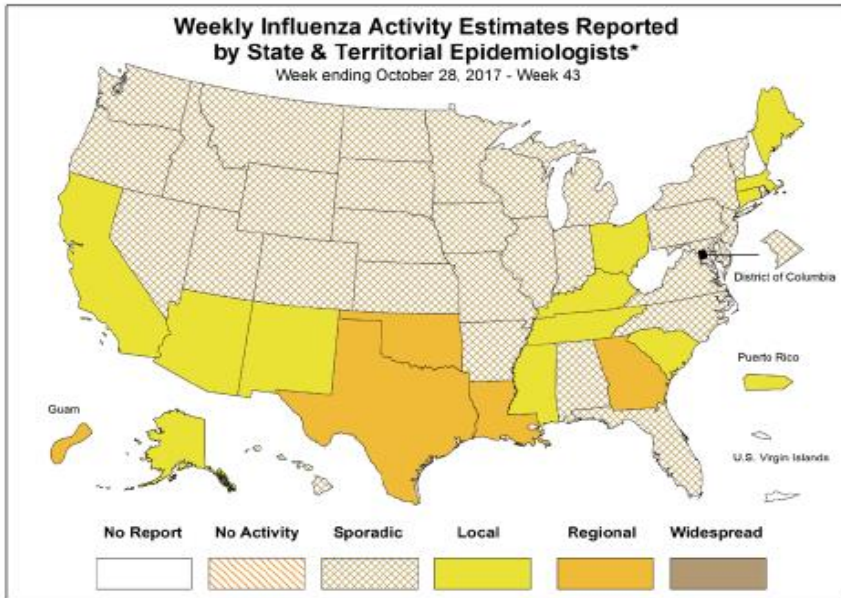 Weekly Influenza Activity Estimates Reported
by State & Territorial Epidemiologists*
Week ending October 28, 2017 - Week 43
District of Columbia
Puerto Rico
Guam
U.S. Virgin Islands
No Report No Activity Sporadic Local Regional Widespread